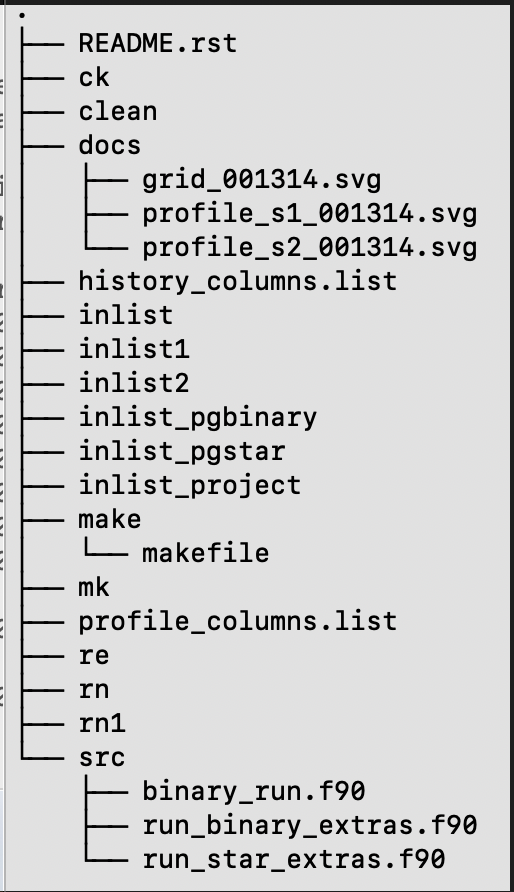 .
├── README.rst
├── ck
├── clean
├── docs
│   ├── grid_001314.svg
│   ├── profile_s1_001314.svg
│   └── profile_s2_001314.svg
├── history_columns.list
├── inlist
├── inlist1
├── inlist2
├── inlist_pgbinary
├── inlist_pgstar
├── inlist_project
├── make
│   └── makefile
├── mk
├── profile_columns.list
├── re
├── rn
├── rn1
└── src
    ├── binary_run.f90
    ├── run_binary_extras.f90
    └── run_star_extras.f90